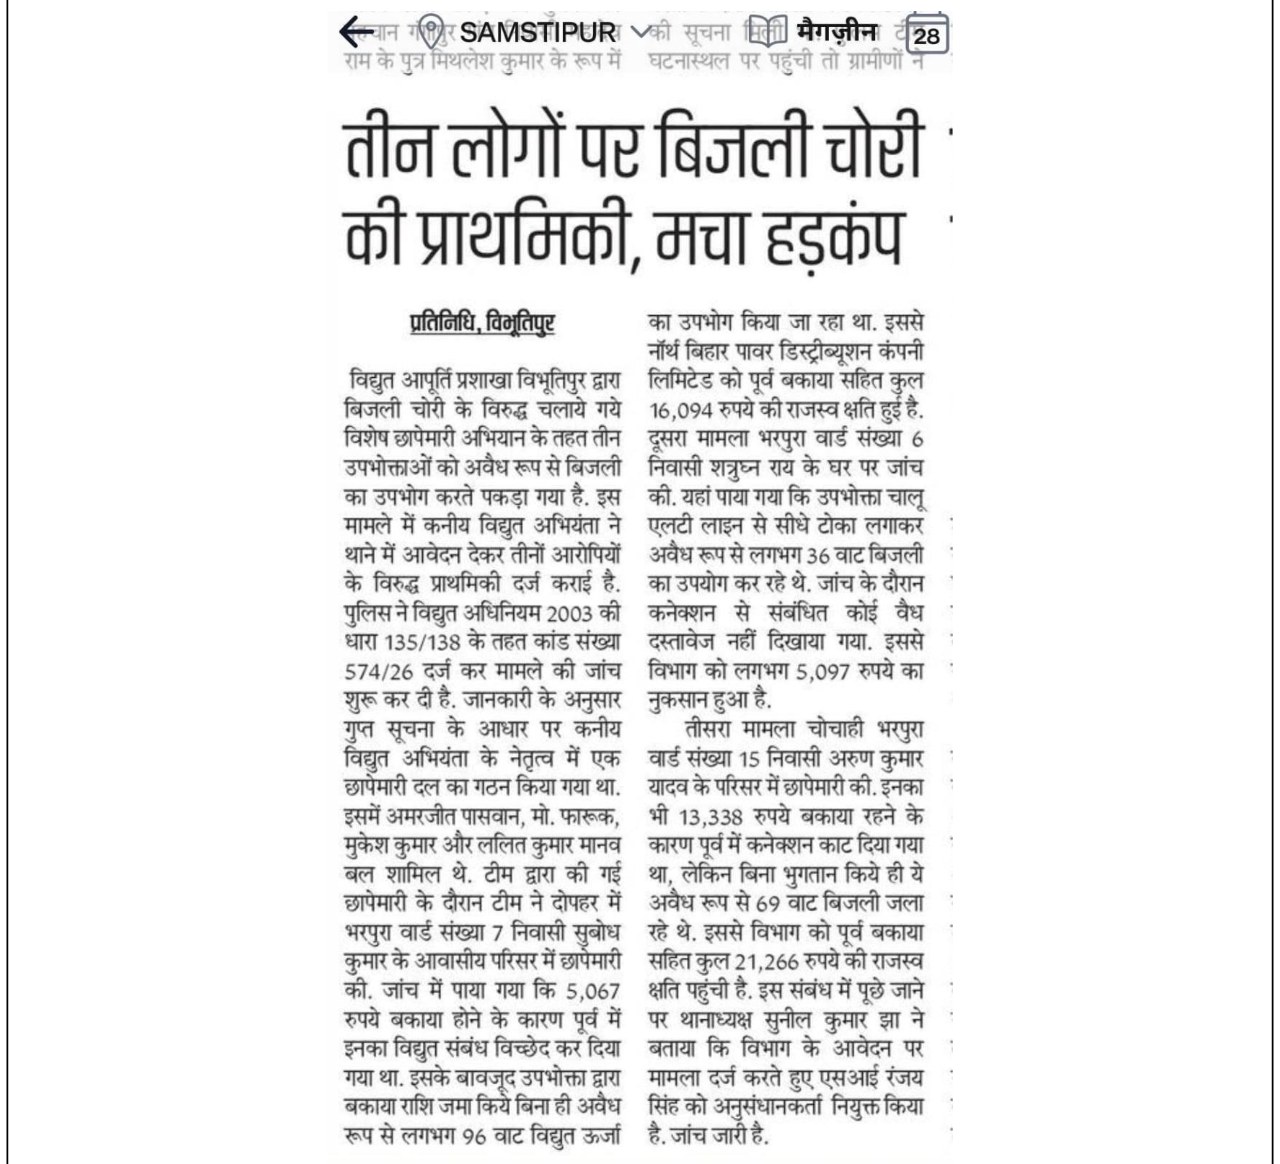 SAMSTIPUR
मैगज़ीन
28
राम के पुत्र मिथलेश कुमार के रूप में
की सूचना मिली
घटनास्थल पर पहुंची तो ग्रामीणों ने
तीन लोगों पर बिजली चोरी
की प्राथमिकी, मचा हड़कंप
प्रतिनिधि, विभूतिपुर
विद्युत आपूर्ति प्रशाखा विभूतिपुर द्वारा
बिजली चोरी के विरुद्ध चलाये गये
विशेष छापेमारी अभियान के तहत तीन
उपभोक्ताओं को अवैध रूप से बिजली
का उपभोग करते पकड़ा गया है. इस
मामले में कनीय विद्युत अभियंता ने
थाने में आवेदन देकर तीनों आरोपियों
के विरुद्ध प्राथमिकी दर्ज कराई है.
पुलिस ने विद्युत अधिनियम 2003 की
धारा 135/138 के तहत कांड संख्या
574/26 दर्ज कर मामले की जांच
शुरू कर दी है. जानकारी के अनुसार
गुप्त सूचना के आधार पर कनीय
विद्युत अभियंता के नेतृत्व में एक
छापेमारी दल का गठन किया गया था.
इसमें अमरजीत पासवान, मो. फारूक,
मुकेश कुमार और ललित कुमार मानव
बल शामिल थे. टीम द्वारा की गई
छापेमारी के दौरान टीम ने दोपहर में
भरपुरा वार्ड संख्या 7 निवासी सुबोध
कुमार के आवासीय परिसर में छापेमारी
की. जांच में पाया गया कि 5,067
रुपये बकाया होने के कारण पूर्व में
इनका विद्युत संबंध विच्छेद कर दिया
गया था. इसके बावजूद उपभोक्ता द्वारा
बकाया राशि जमा किये बिना ही अवैध
रूप से लगभग 96 वाट विद्युत ऊर्जा
का उपभोग किया जा रहा था. इससे
नॉर्थ बिहार पावर डिस्ट्रीब्यूशन कंपनी
लिमिटेड को पूर्व बकाया सहित कुल
16,094 रुपये की राजस्व क्षति हुई है.
दूसरा मामला भरपुरा वार्ड संख्या 6
निवासी शत्रुघ्न राय के घर पर जांच
की. यहां पाया गया कि उपभोक्ता चालू
एलटी लाइन से सीधे टोका लगाकर
अवैध रूप से लगभग 36 वाट बिजली
का उपयोग कर रहे थे. जांच के दौरान
कनेक्शन से संबंधित कोई वैध
दस्तावेज नहीं दिखाया गया. इससे
विभाग को लगभग 5,097 रुपये का
नुकसान हुआ है.
तीसरा मामला चोचाही भरपुरा
वार्ड संख्या 15 निवासी अरुण कुमार
यादव के परिसर में छापेमारी की. इनका
भी 13,338 रुपये बकाया रहने के
कारण पूर्व में कनेक्शन काट दिया गया
था, लेकिन बिना भुगतान किये ही ये
अवैध रूप से 69 वाट बिजली जला
रहे थे. इससे विभाग को पूर्व बकाया
सहित कुल 21,266 रुपये की राजस्व
क्षति पहुंची है. इस संबंध में पूछे जाने
पर थानाध्यक्ष सुनील कुमार झा ने
बताया कि विभाग के आवेदन पर
मामला दर्ज करते हुए एसआई रंजय
सिंह को अनुसंधानकर्ता नियुक्त किया
है. जांच जारी है.